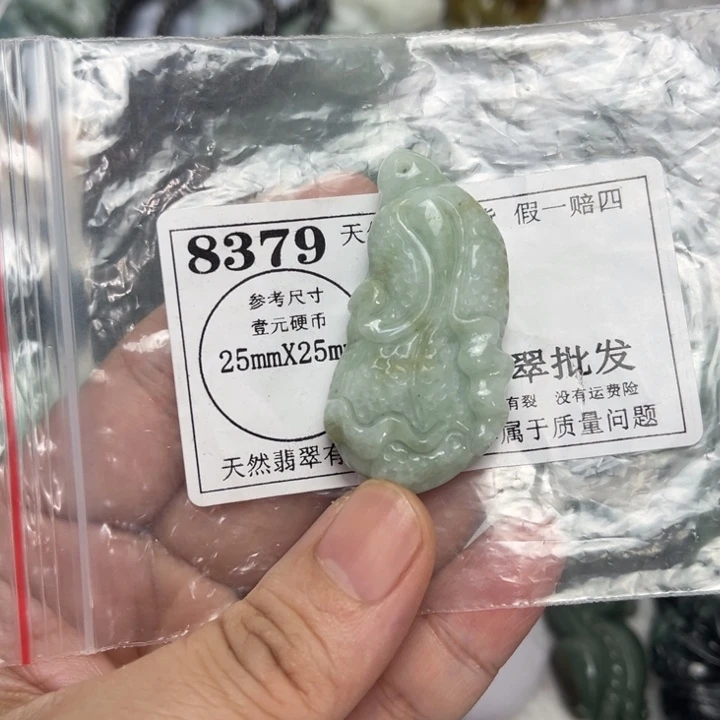 8379 天 假一赔四
参考尺寸
壹元硬币
25mmX25m
翠批发
有裂 没有运费险
天然翡翠有 属于质量问题